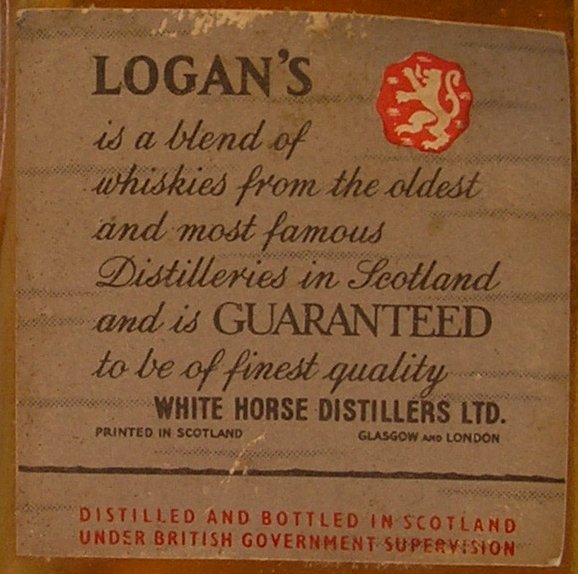 LOGAN'S
is a blend of
whiskies from the oldest
and most famous
Distilleries in Scotland
and is GUARANTEED
to be of finest quality
WHITE HORSE DISTILLERS LTD.
PRINTED IN SCOTLAND GLASGOW AND LONDON
DISTILLED AND BOTTLED IN SCOTLAND
UNDER BRITISH GOVERNMENT SUPERVISION